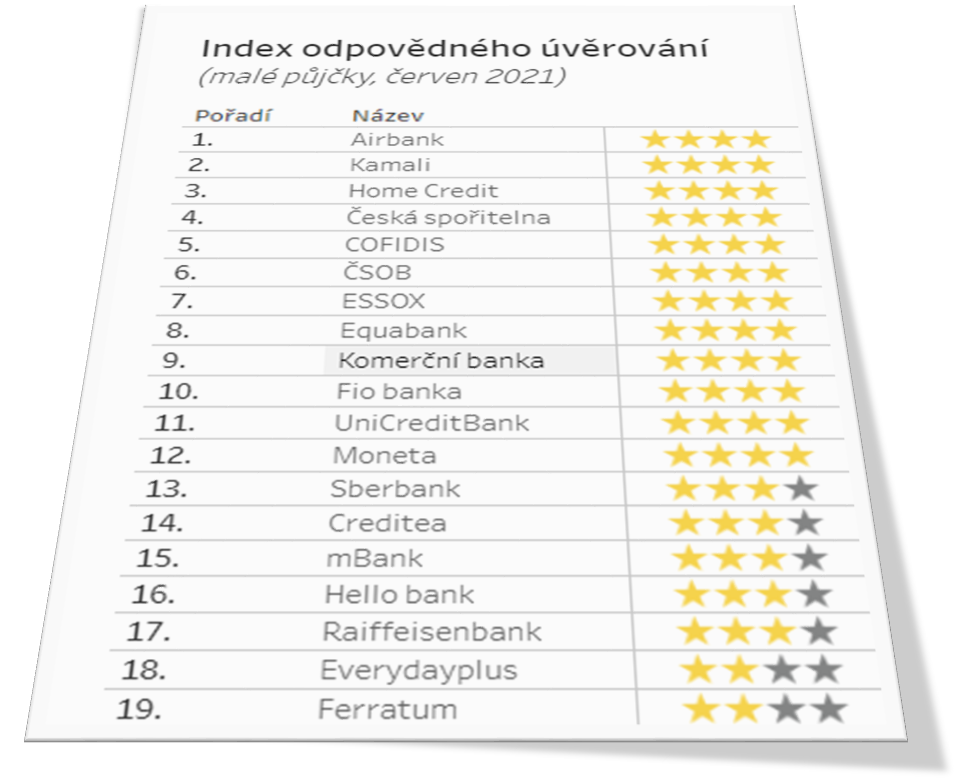 Index odpovědného úvěrování
(malé půjčky, červen 2021)
Pořadí Název
1. Airbank
2. Kamali
3. Home Credit
4. Česká spořitelna
5. COFIDIS
6. ČSOB
7. ESSOX
8. Equabank
9. Komerční banka
10. Fio banka
11. UniCreditBank
12. Moneta
13. Sberbank
14. Creditea
15. mBank
16. Hello bank
17. Raiffeisenbank
18. Everydayplus
19. Ferratum